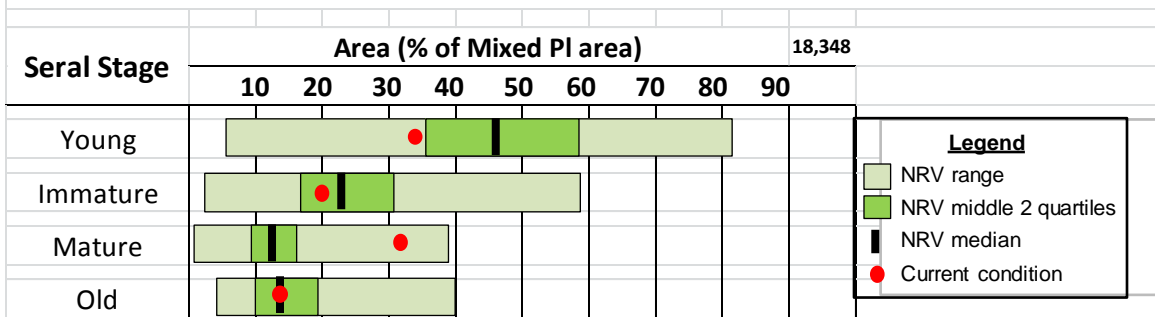 Seral Stage
Area (% of Mixed Pl area)
18,348
10 20 30 40 50 60 70 80 90
Young
Immature
Mature
Old
Legend
NRV range
NRV middle 2 quartiles
NRV median
Current condition